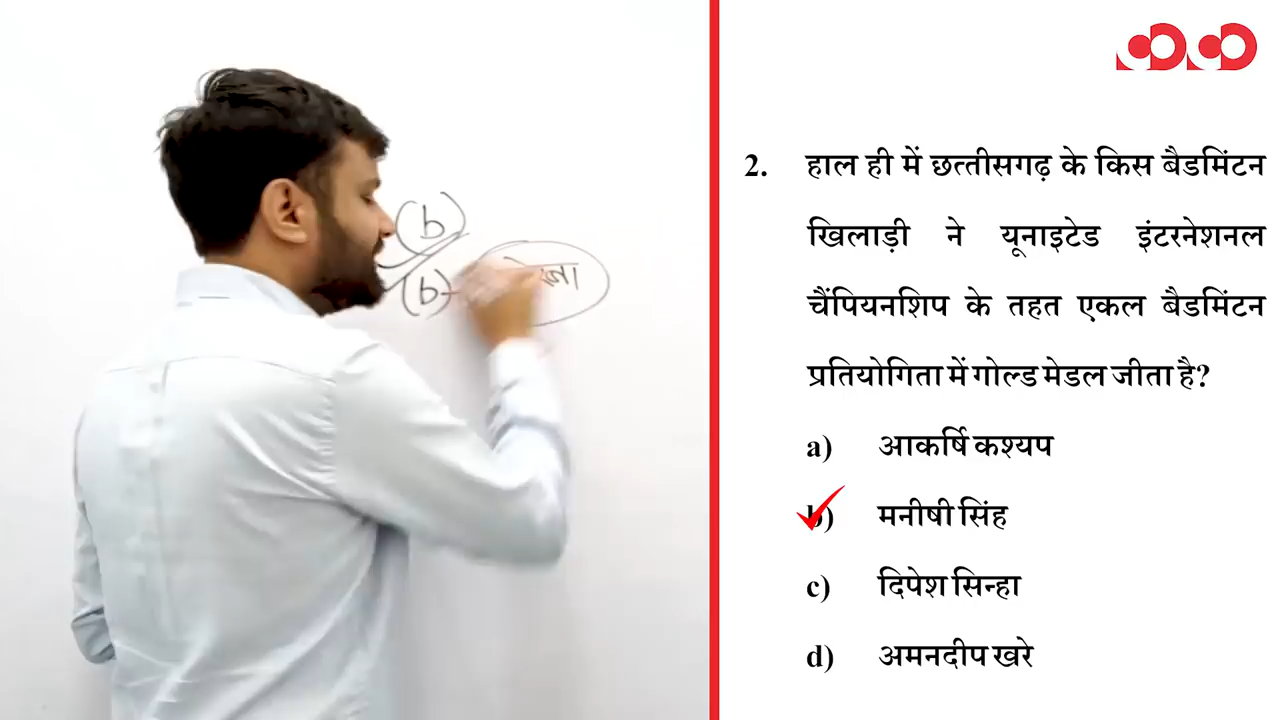 (b)
(b)-
2. हाल ही में छत्तीसगढ़ के किस बैडमिंटन
खिलाड़ी ने यूनाइटेड इंटरनेशनल
चैंपियनशिप के तहत एकल बैडमिंटन
प्रतियोगिता में गोल्ड मेडल जीता है?
a) आकर्षि कश्यप
b) मनीषी सिंह
c) दिपेश सिन्हा
d) अमनदीप खरे